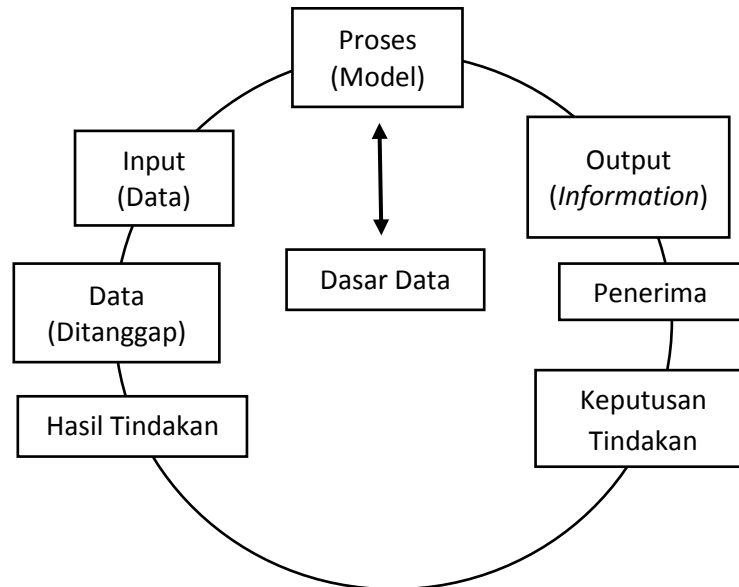 Proses
(Model)
Input
(Data)
Output
(Information)
Dasar Data
Data
(Ditanggap)
Penerima
Hasil Tindakan
Keputusan
Tindakan